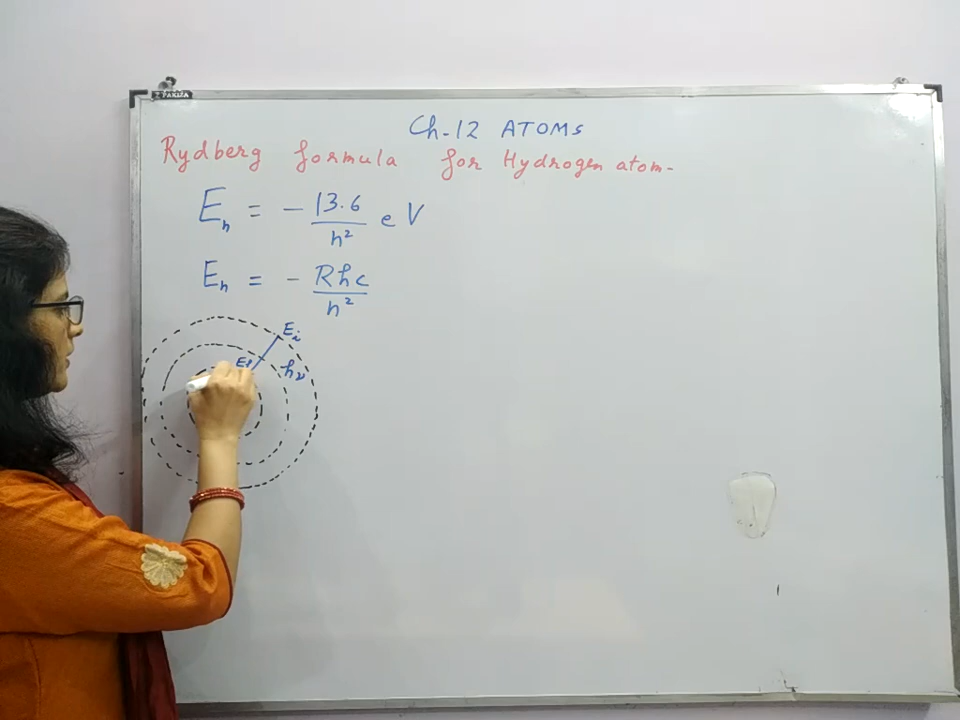 Ch-12 ATOMS
Rydberg formula for Hydrogen atom-
Eₙ = - 13.6/n² eV
Eₙ = - Rhc/n²
Ei
hν